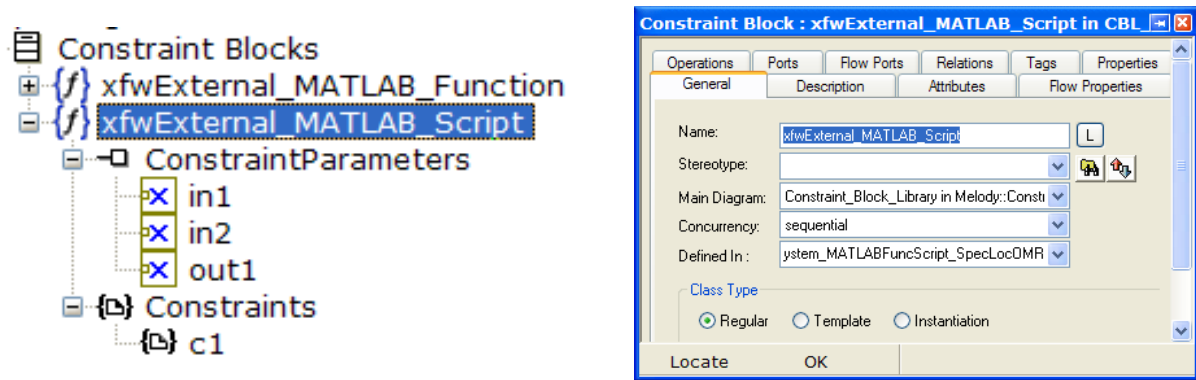 Constraint Blocks
xfwExternal_MATLAB_Function
xfwExternal_MATLAB_Script
ConstraintParameters
in1
in2
out1
Constraints
c1
Constraint Block : xfwExternal_MATLAB_Script in CBL_
Operations Ports Flow Ports Relations Tags Properties
General Description Attributes Flow Properties
Name: xfwExternal_MATLAB_Script L
Stereotype:
Main Diagram: Constraint_Block_Library in Melody::Constr
Concurrency: sequential
Defined In : ystem_MATLABFuncScript_SpecLocOMR
Class Type
Regular Template Instantiation
Locate OK